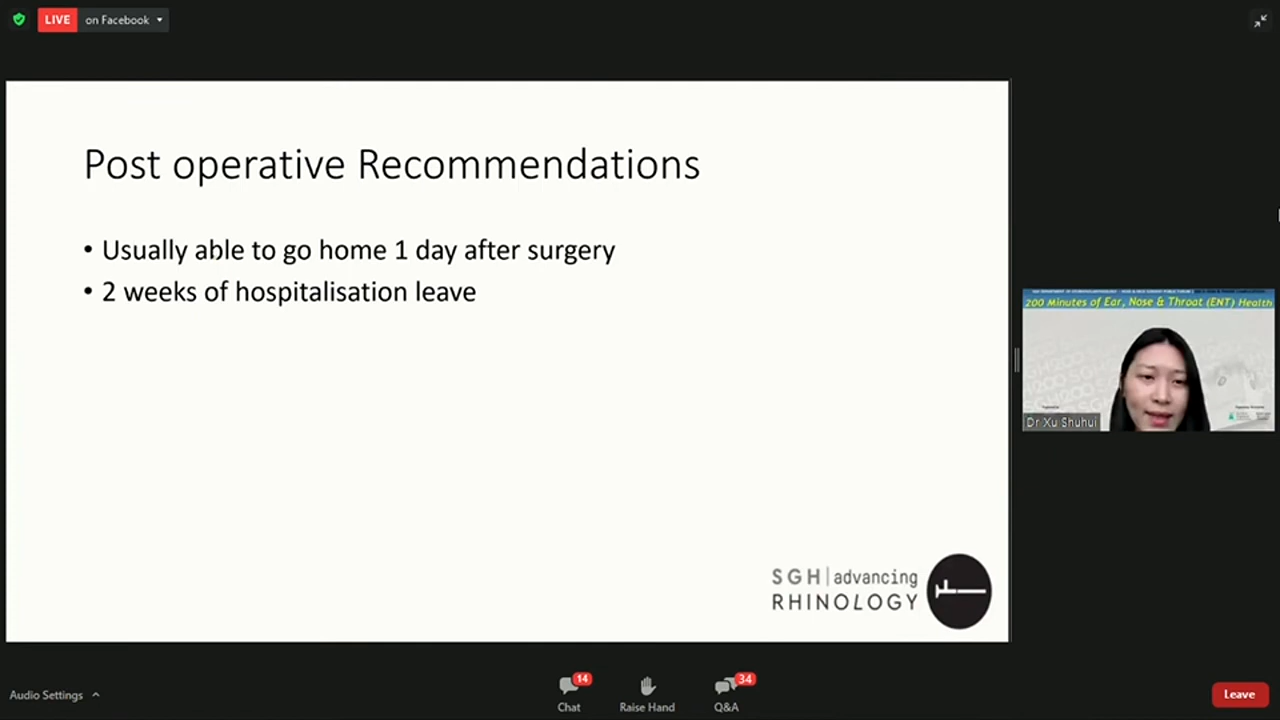 LIVE on Facebook
Post operative Recommendations
• Usually able to go home 1 day after surgery
• 2 weeks of hospitalisation leave
SGH | advancing
RHINOLOGY
200 Minutes of Ear, Nose & Throat (ENT) Health
Dr Xu Shuhui
Audio Settings
14
Chat
Raise Hand
34
Q&A
Leave